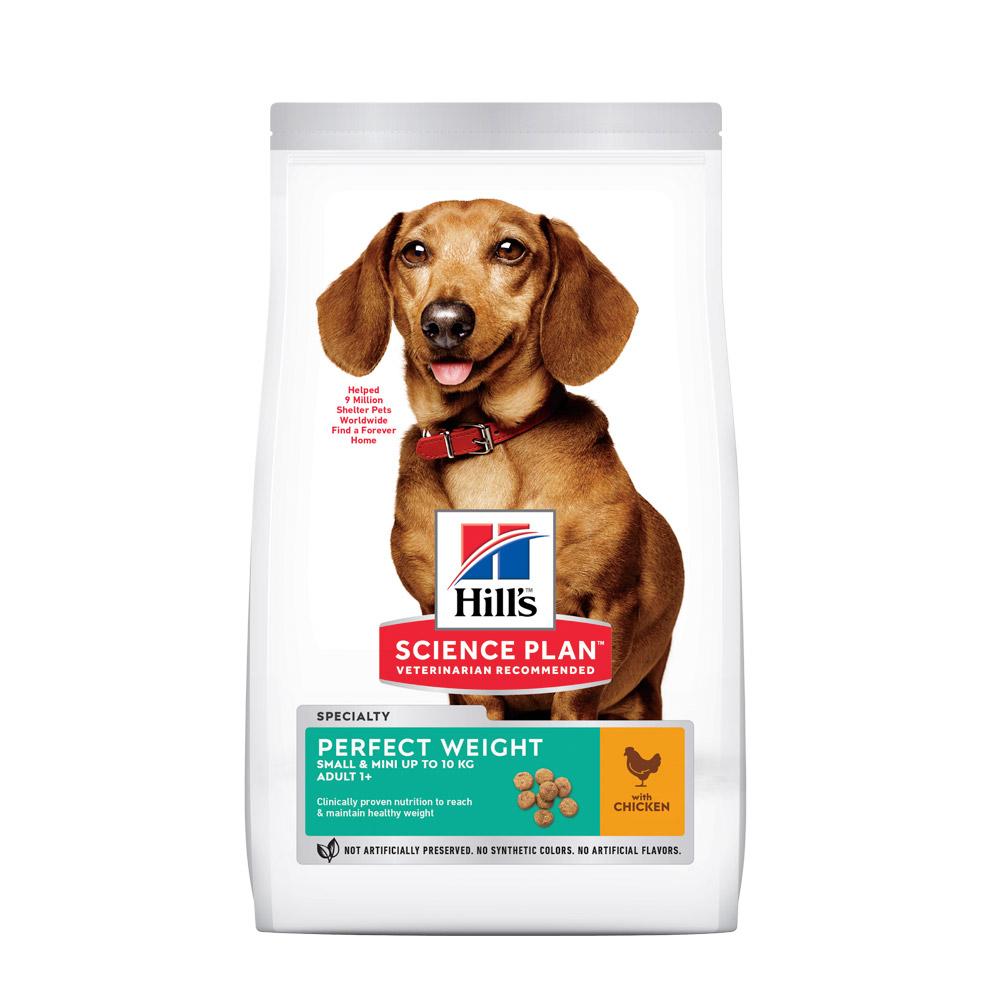 Helped
9 Million
Shelter Pets
Worldwide
Find a Forever
Home
Hill's™
SCIENCE PLAN™
VETERINARIAN RECOMMENDED
SPECIALTY
PERFECT WEIGHT
SMALL & MINI UP TO 10 KG
ADULT 1+
Clinically proven nutrition to reach
& maintain healthy weight
with
CHICKEN
NOT ARTIFICIALLY PRESERVED. NO SYNTHETIC COLORS. NO ARTIFICIAL FLAVORS.